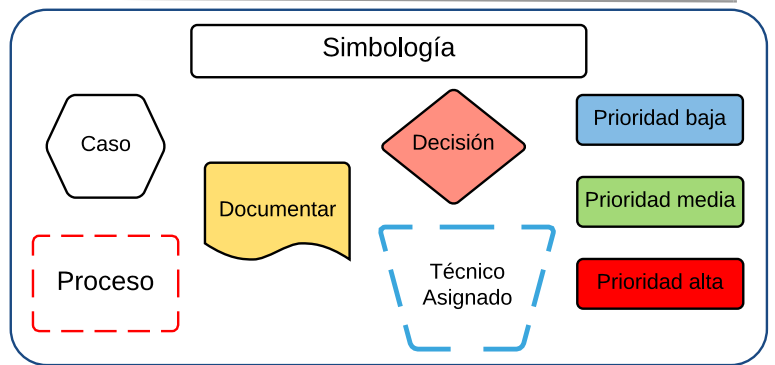 Simbología
Caso
Decisión
Prioridad baja
Documentar
Prioridad media
Proceso
Técnico
Asignado
Prioridad alta